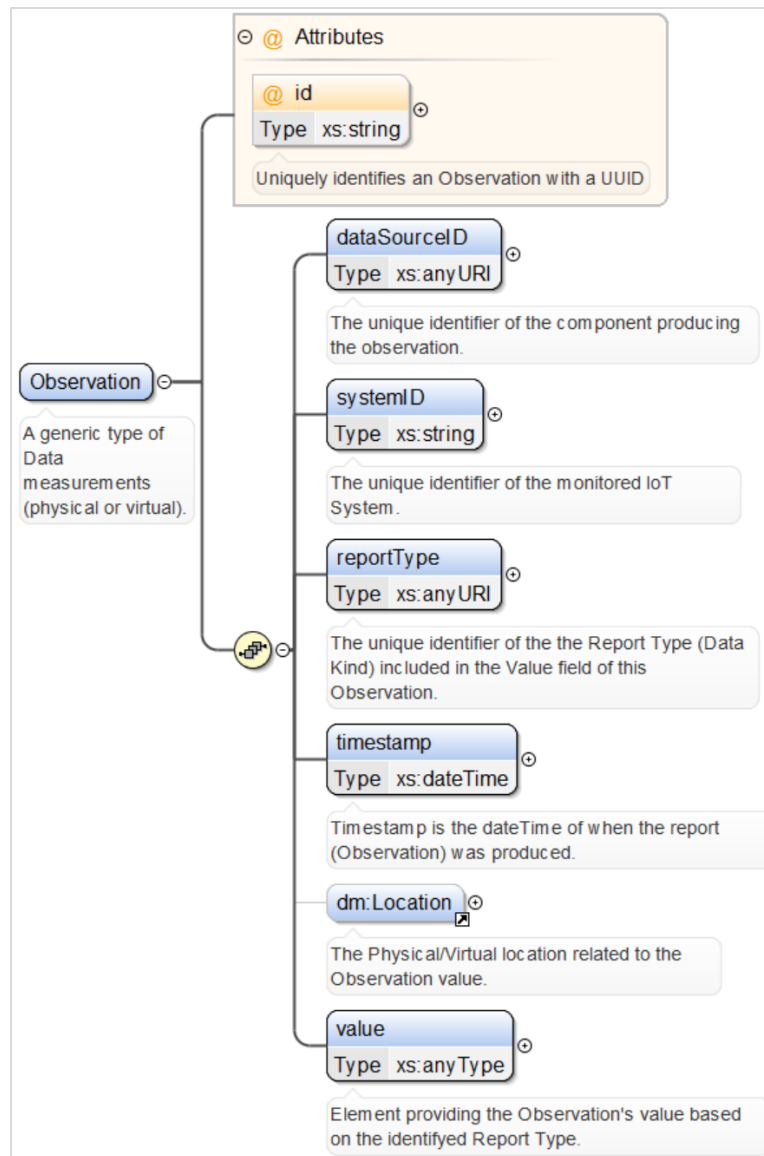 @ Attributes
@ id
Type xs:string
Uniquely identifies an Observation with a UUID
dataSourceID
Type xs:anyURI
The unique identifier of the component producing
the observation.
Observation
A generic type of
Data
measurements
(physical or virtual).
systemID
Type xs:string
The unique identifier of the monitored IoT
System.
reportType
Type xs:anyURI
The unique identifier of the the Report Type (Data
Kind) included in the Value field of this
Observation.
timestamp
Type xs:dateTime
Timestamp is the dateTime of when the report
(Observation) was produced.
dm:Location
The Physical/Virtual location related to the
Observation value.
value
Type xs:anyType
Element providing the Observation's value based
on the identifyed Report Type.